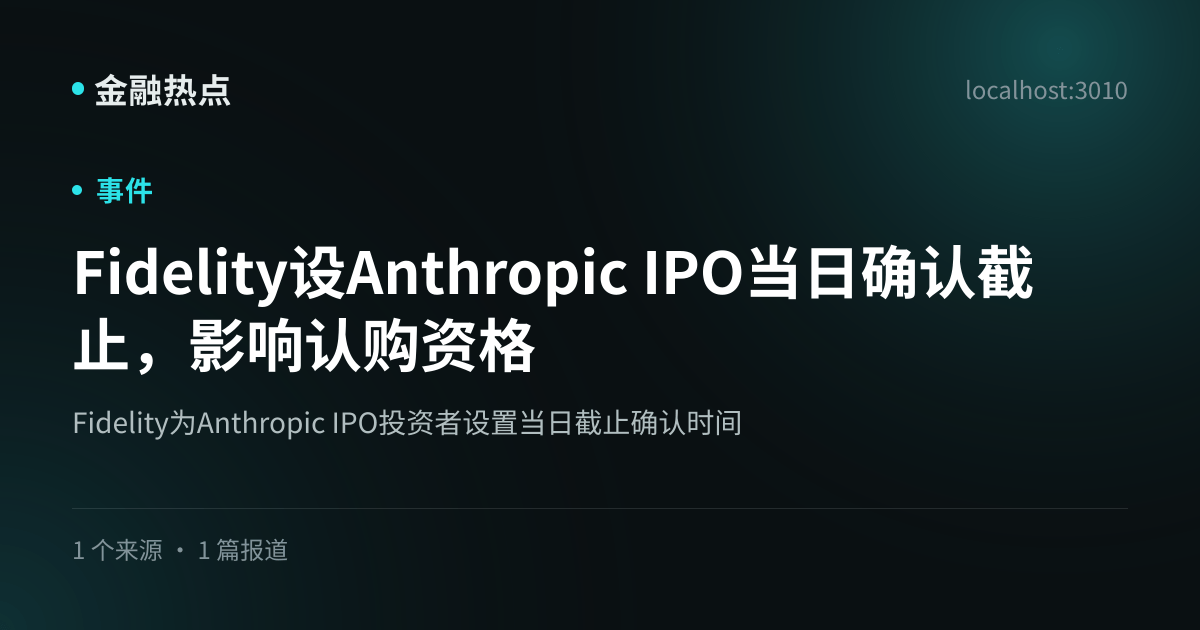 金融热点
localhost:3010
事件
Fidelity设Anthropic IPO当日确认截
止，影响认购资格
Fidelity为Anthropic IPO投资者设置当日截止确认时间
1 个来源 · 1 篇报道